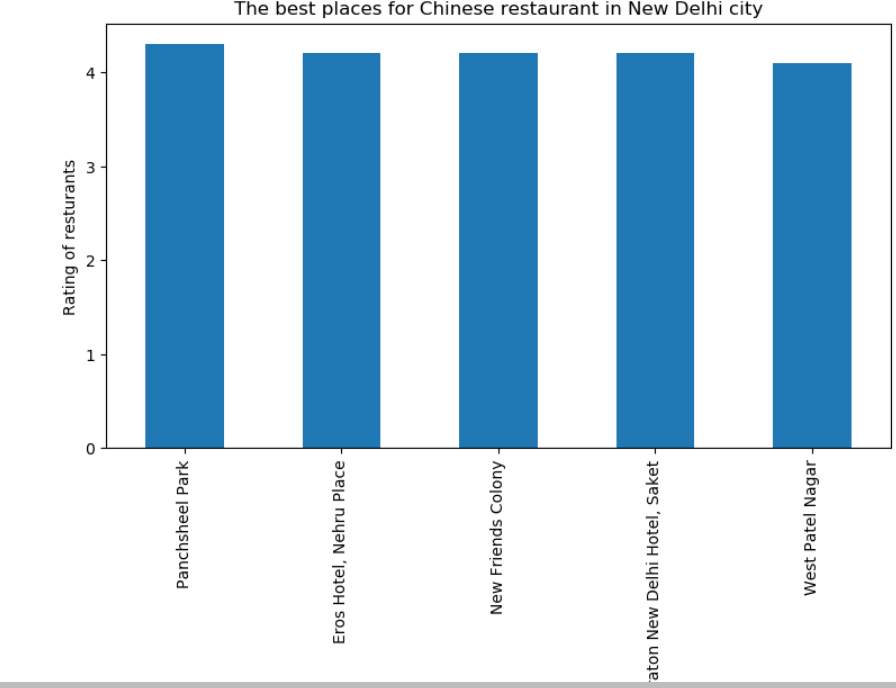 The best places for Chinese restaurant in New Delhi city
Rating of resturants
4
3
2
1
0
Panchsheel Park
Eros Hotel, Nehru Place
New Friends Colony
raton New Delhi Hotel, Saket
West Patel Nagar